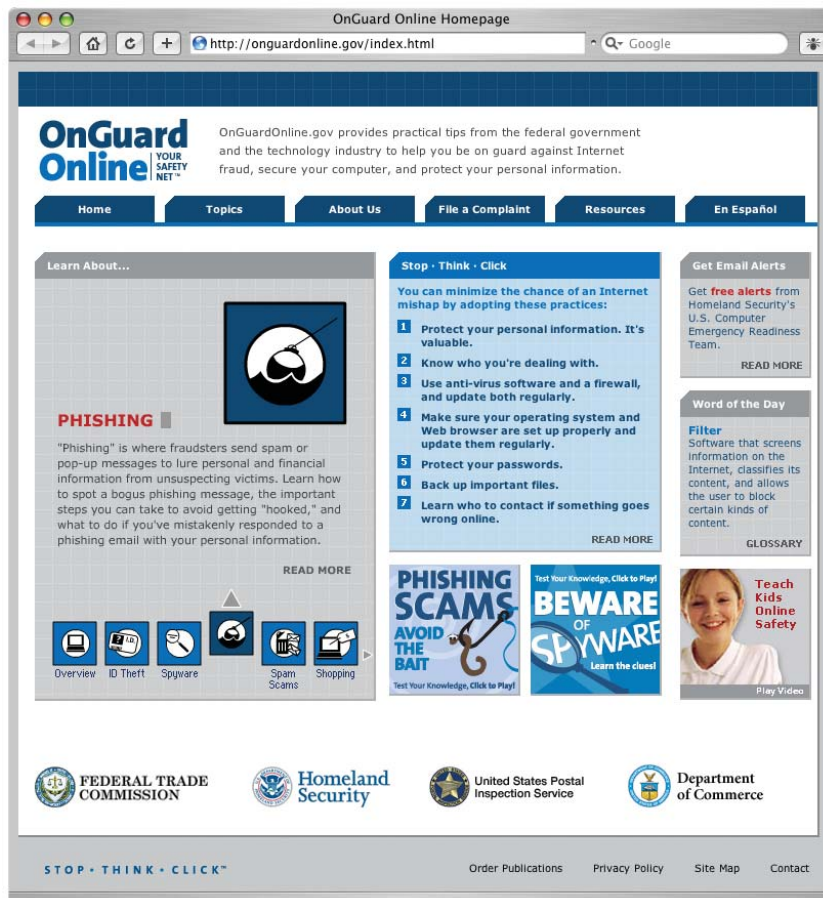 OnGuard Online Homepage
http://onguardonline.gov/index.html
Google
OnGuard
Online
YOUR
SAFETY
NET™
OnGuardOnline.gov provides practical tips from the federal government
and the technology industry to help you be on guard against Internet
fraud, secure your computer, and protect your personal information.
Home
Topics
About Us
File a Complaint
Resources
En Español
Learn About...
PHISHING
"Phishing" is where fraudsters send spam or
pop-up messages to lure personal and financial
information from unsuspecting victims. Learn how
to spot a bogus phishing message, the important
steps you can take to avoid getting "hooked," and
what to do if you've mistakenly responded to a
phishing email with your personal information.
READ MORE
Overview
ID Theft
Spyware
Spam
Scams
Shopping
Stop · Think · Click
You can minimize the chance of an Internet
mishap by adopting these practices:
1 Protect your personal information. It's
valuable.
2 Know who you're dealing with.
3 Use anti-virus software and a firewall,
and update both regularly.
4 Make sure your operating system and
Web browser are set up properly and
update them regularly.
5 Protect your passwords.
6 Back up important files.
7 Learn who to contact if something goes
wrong online.
READ MORE
PHISHING
SCAMS
AVOID
THE
BAIT
Test Your Knowledge, Click to Play!
Test Your Knowledge, Click to Play!
BEWARE
OF
SPYWARE
Learn the clues!
Get Email Alerts
Get free alerts from
Homeland Security's
U.S. Computer
Emergency Readiness
Team.
READ MORE
Word of the Day
Filter
Software that screens
information on the
Internet, classifies its
content, and allows
the user to block
certain kinds of
content.
GLOSSARY
Teach
Kids
Online
Safety
Play Video
FEDERAL TRADE
COMMISSION
Homeland
Security
United States Postal
Inspection Service
Department
of Commerce
STOP · THINK · CLICK™
Order Publications
Privacy Policy
Site Map
Contact